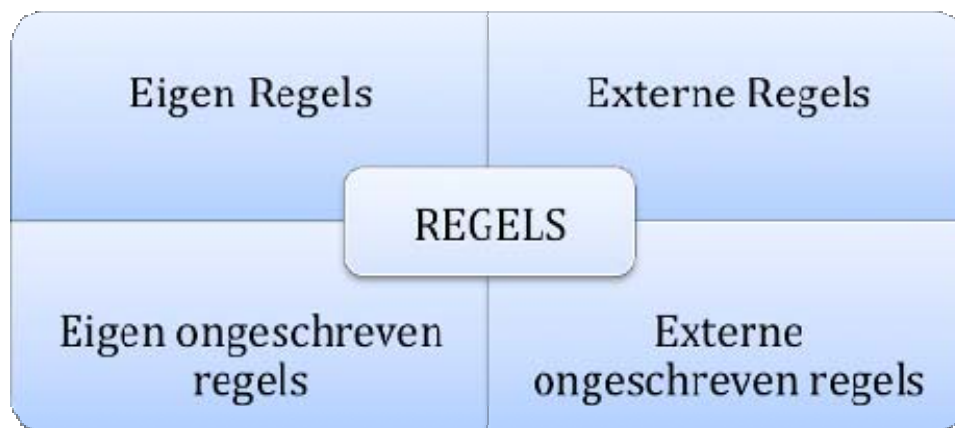 Eigen Regels
Externe Regels
REGELS
Eigen ongeschreven
regels
Externe
ongeschreven regels